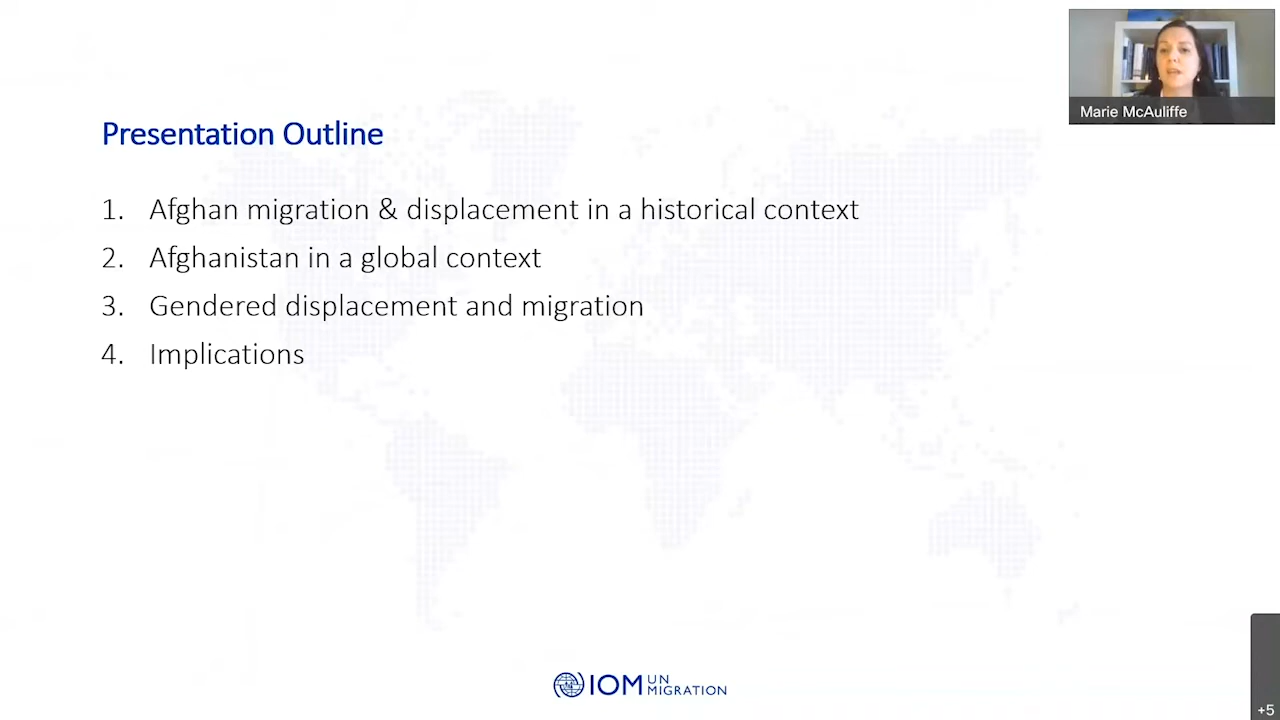 Marie McAuliffe
Presentation Outline
1. Afghan migration & displacement in a historical context
2. Afghanistan in a global context
3. Gendered displacement and migration
4. Implications
IOM UN
MIGRATION
+5